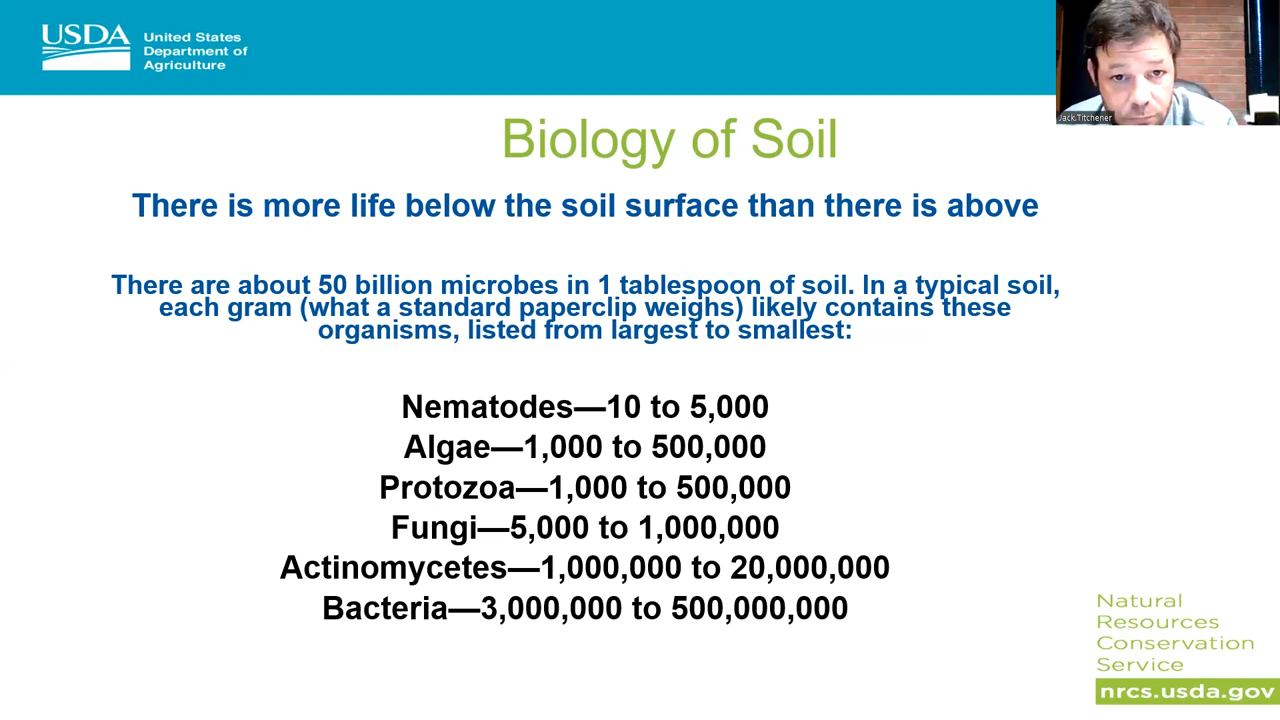 USDA
United States
Department of
Agriculture
Jack Titchener
Biology of Soil
There is more life below the soil surface than there is above
There are about 50 billion microbes in 1 tablespoon of soil. In a typical soil,
each gram (what a standard paperclip weighs) likely contains these
organisms, listed from largest to smallest:
Nematodes—10 to 5,000
Algae—1,000 to 500,000
Protozoa—1,000 to 500,000
Fungi—5,000 to 1,000,000
Actinomycetes—1,000,000 to 20,000,000
Bacteria—3,000,000 to 500,000,000
Natural
Resources
Conservation
Service
nrcs.usda.gov